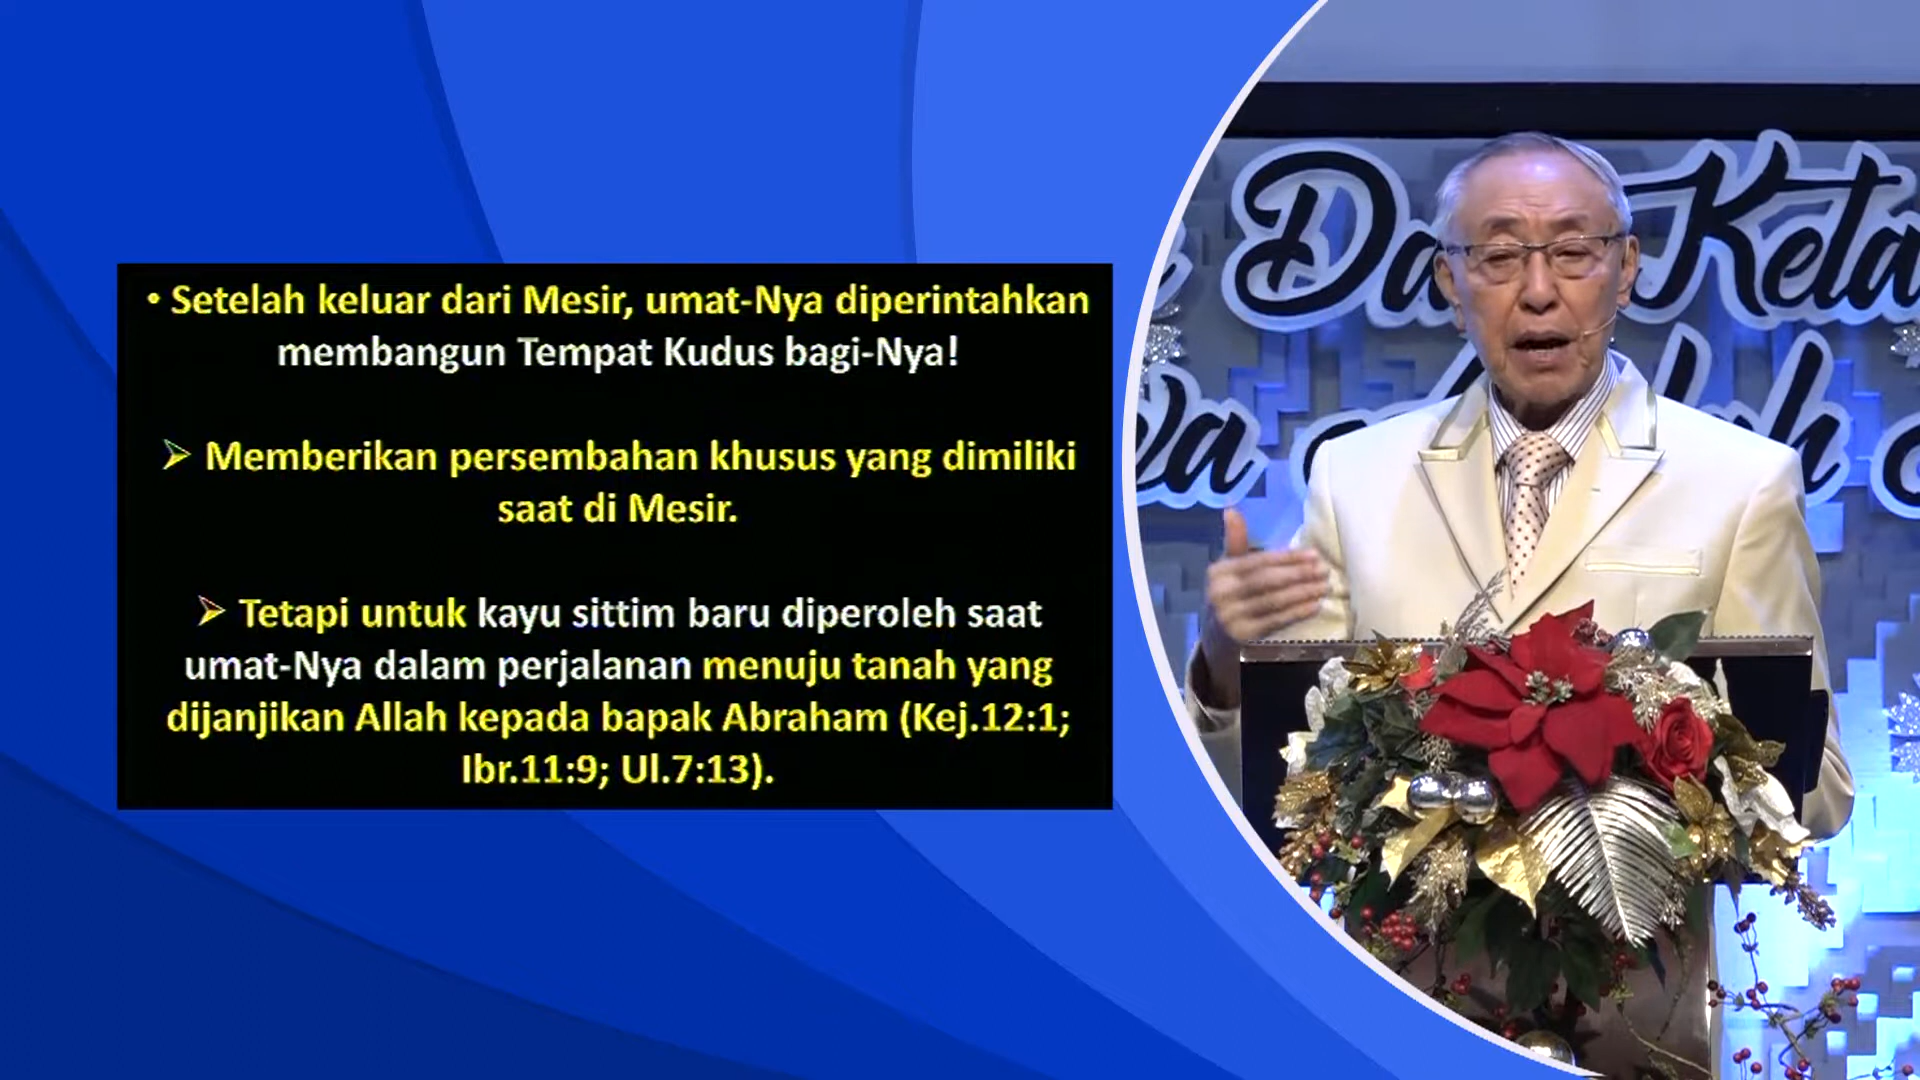 • Setelah keluar dari Mesir, umat-Nya diperintahkan
membangun Tempat Kudus bagi-Nya!
➢ Memberikan persembahan khusus yang dimiliki
saat di Mesir.
➢ Tetapi untuk kayu sittim baru diperoleh saat
umat-Nya dalam perjalanan menuju tanah yang
dijanjikan Allah kepada bapak Abraham (Kej.12:1;
Ibr.11:9; Ul.7:13).